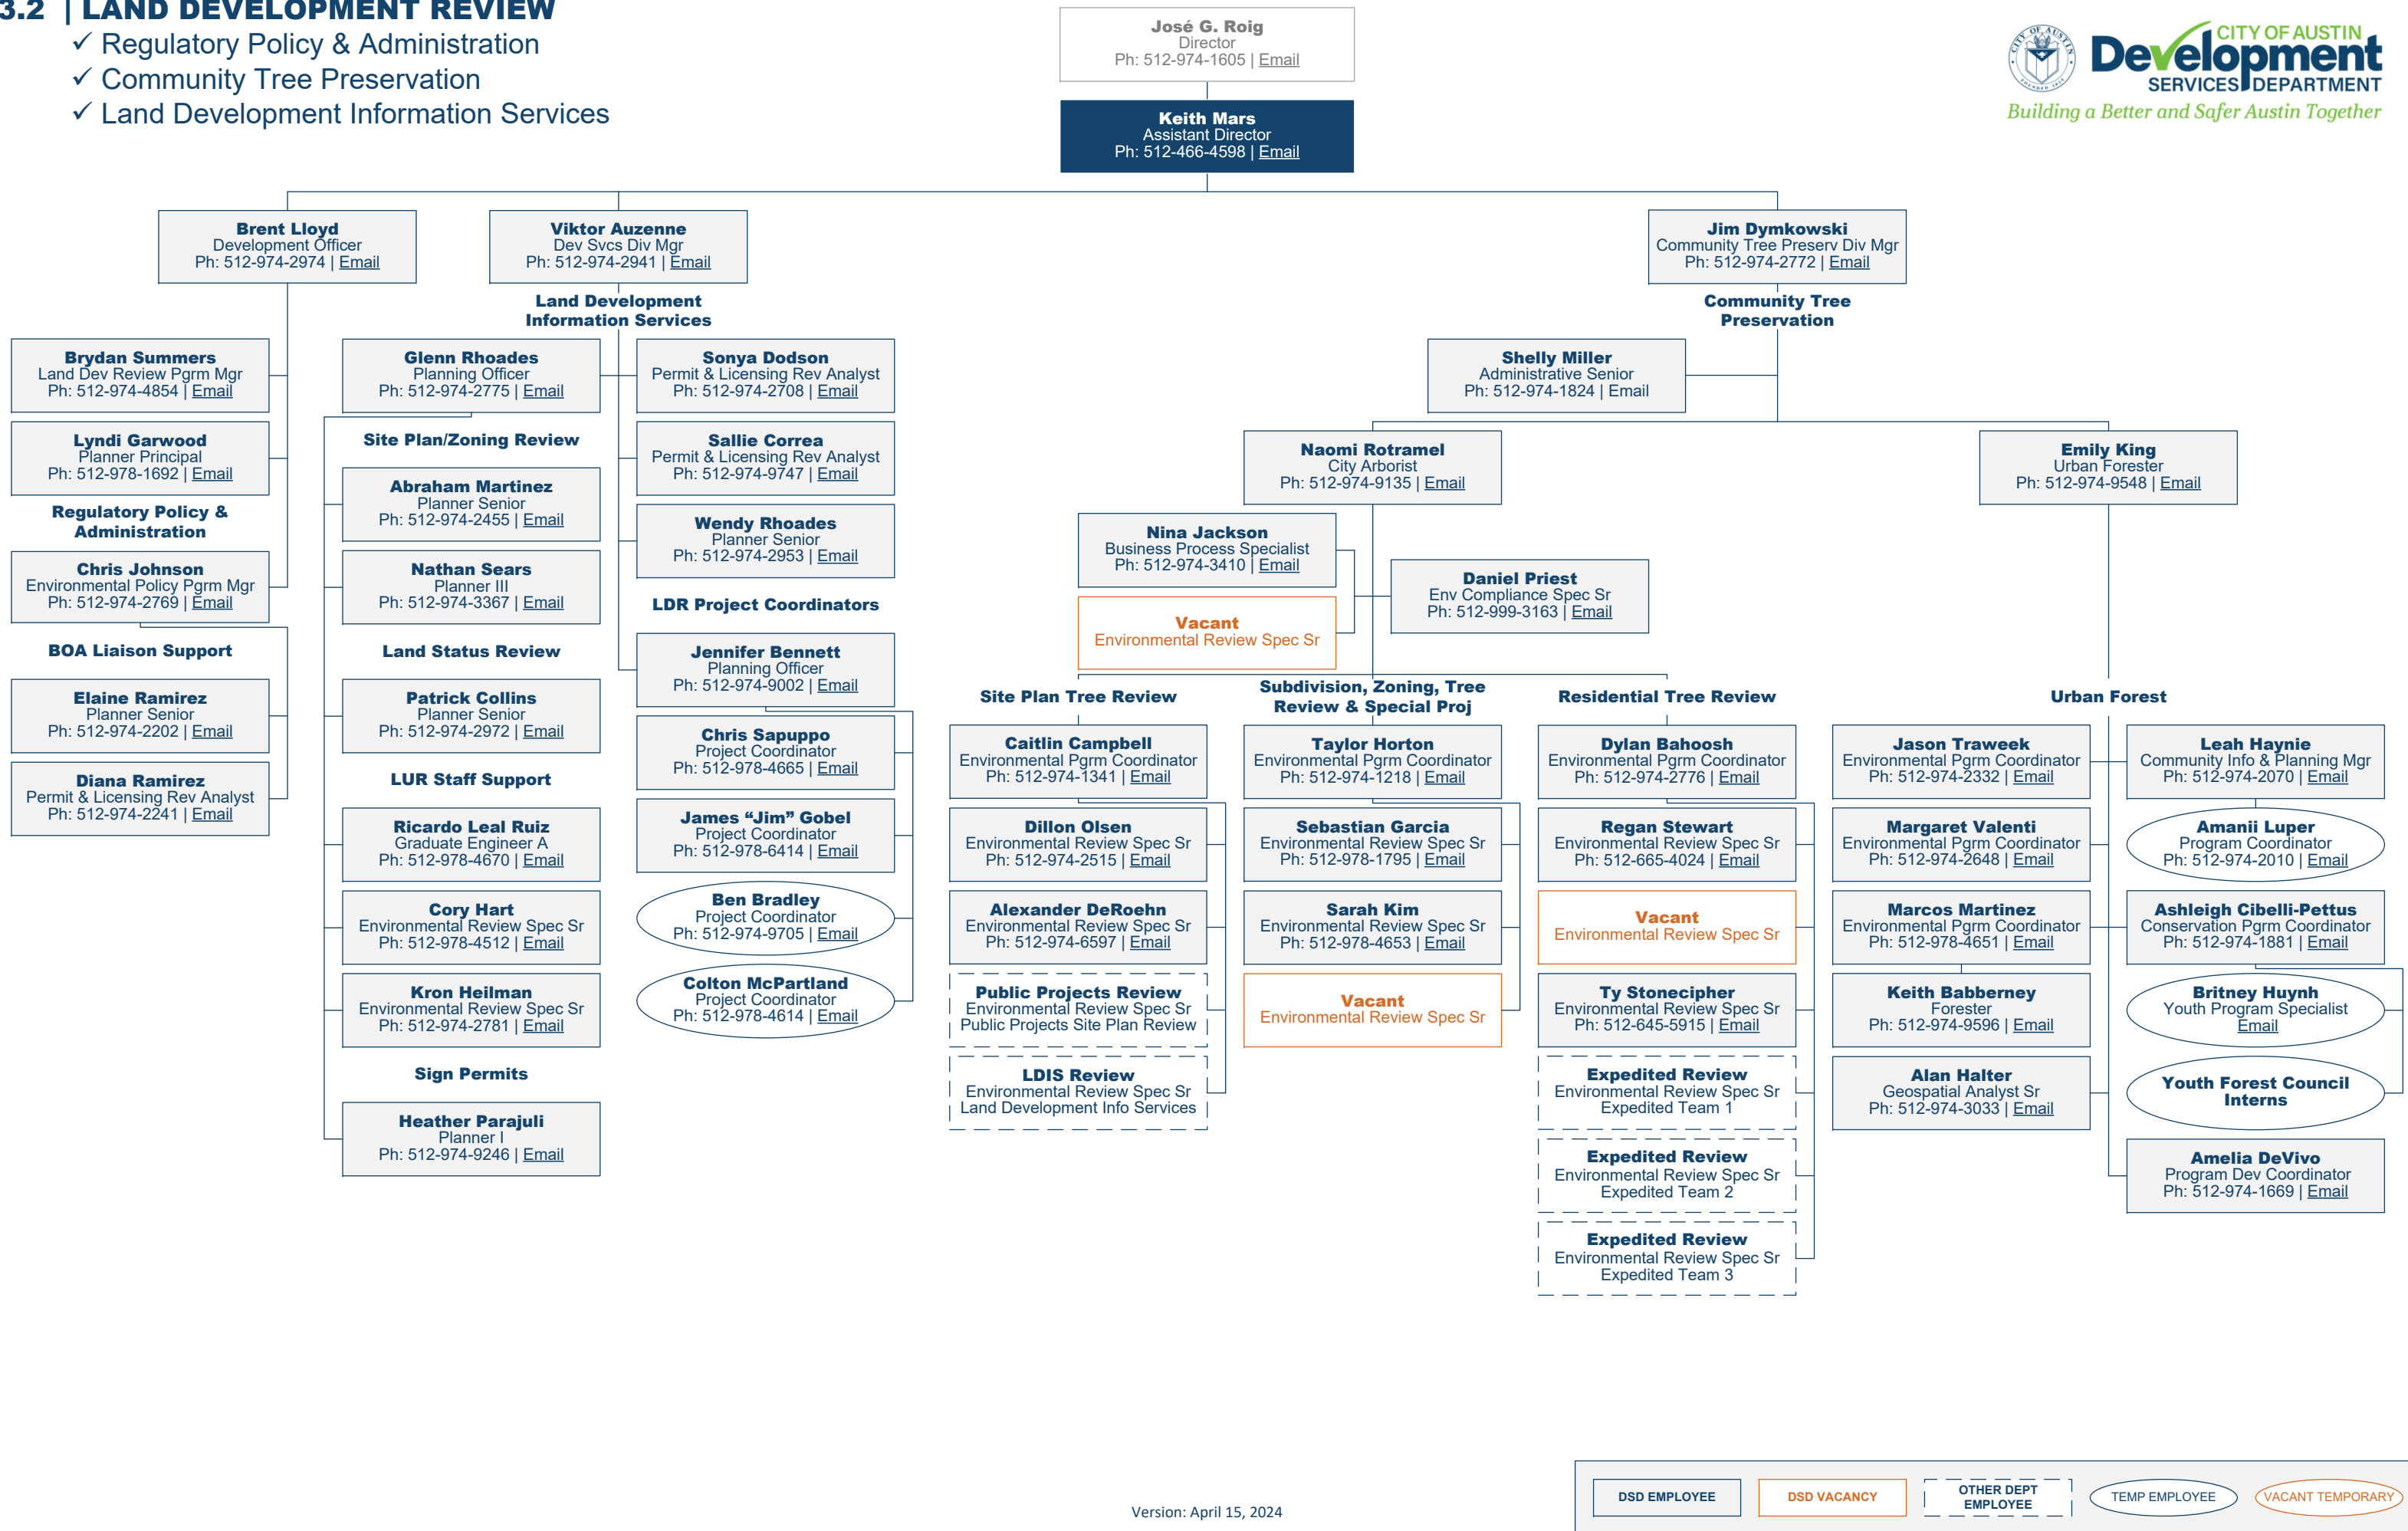 3.2 | LAND DEVELOPMENT REVIEW
✓ Regulatory Policy & Administration
✓ Community Tree Preservation
✓ Land Development Information Services
José G. Roig
Director
Ph: 512-974-1605 | Email
Keith Mars
Assistant Director
Ph: 512-466-4598 | Email
CITY OF AUSTIN
FOUNDED 1839
CITY OF AUSTIN
Development
SERVICES DEPARTMENT
Building a Better and Safer Austin Together
Brent Lloyd
Development Officer
Ph: 512-974-2974 | Email
Viktor Auzenne
Dev Svcs Div Mgr
Ph: 512-974-2941 | Email
Jim Dymkowski
Community Tree Preserv Div Mgr
Ph: 512-974-2772 | Email
Brydan Summers
Land Dev Review Pgrm Mgr
Ph: 512-974-4854 | Email
Lyndi Garwood
Planner Principal
Ph: 512-978-1692 | Email
Regulatory Policy &
Administration
Chris Johnson
Environmental Policy Pgrm Mgr
Ph: 512-974-2769 | Email
BOA Liaison Support
Elaine Ramirez
Planner Senior
Ph: 512-974-2202 | Email
Diana Ramirez
Permit & Licensing Rev Analyst
Ph: 512-974-2241 | Email
Land Development
Information Services
Glenn Rhoades
Planning Officer
Ph: 512-974-2775 | Email
Site Plan/Zoning Review
Abraham Martinez
Planner Senior
Ph: 512-974-2455 | Email
Nathan Sears
Planner III
Ph: 512-974-3367 | Email
Land Status Review
Patrick Collins
Planner Senior
Ph: 512-974-2972 | Email
LUR Staff Support
Ricardo Leal Ruiz
Graduate Engineer A
Ph: 512-978-4670 | Email
Cory Hart
Environmental Review Spec Sr
Ph: 512-978-4512 | Email
Kron Heilman
Environmental Review Spec Sr
Ph: 512-974-2781 | Email
Sign Permits
Heather Parajuli
Planner I
Ph: 512-974-9246 | Email
Sonya Dodson
Permit & Licensing Rev Analyst
Ph: 512-974-2708 | Email
Sallie Correa
Permit & Licensing Rev Analyst
Ph: 512-974-9747 | Email
Wendy Rhoades
Planner Senior
Ph: 512-974-2953 | Email
LDR Project Coordinators
Jennifer Bennett
Planning Officer
Ph: 512-974-9002 | Email
Chris Sapuppo
Project Coordinator
Ph: 512-978-4665 | Email
James “Jim” Gobel
Project Coordinator
Ph: 512-978-6414 | Email
Ben Bradley
Project Coordinator
Ph: 512-974-9705 | Email
Colton McPartland
Project Coordinator
Ph: 512-978-4614 | Email
Community Tree
Preservation
Shelly Miller
Administrative Senior
Ph: 512-974-1824 | Email
Naomi Rotramel
City Arborist
Ph: 512-974-9135 | Email
Emily King
Urban Forester
Ph: 512-974-9548 | Email
Nina Jackson
Business Process Specialist
Ph: 512-974-3410 | Email
Vacant
Environmental Review Spec Sr
Daniel Priest
Env Compliance Spec Sr
Ph: 512-999-3163 | Email
Site Plan Tree Review
Caitlin Campbell
Environmental Pgrm Coordinator
Ph: 512-974-1341 | Email
Dillon Olsen
Environmental Review Spec Sr
Ph: 512-974-2515 | Email
Alexander DeRoehn
Environmental Review Spec Sr
Ph: 512-974-6597 | Email
Public Projects Review
Environmental Review Spec Sr
Public Projects Site Plan Review
LDIS Review
Environmental Review Spec Sr
Land Development Info Services
Subdivision, Zoning, Tree
Review & Special Proj
Taylor Horton
Environmental Pgrm Coordinator
Ph: 512-974-1218 | Email
Sebastian Garcia
Environmental Review Spec Sr
Ph: 512-978-1795 | Email
Sarah Kim
Environmental Review Spec Sr
Ph: 512-978-4653 | Email
Vacant
Environmental Review Spec Sr
Residential Tree Review
Dylan Bahoosh
Environmental Pgrm Coordinator
Ph: 512-974-2776 | Email
Regan Stewart
Environmental Review Spec Sr
Ph: 512-665-4024 | Email
Vacant
Environmental Review Spec Sr
Ty Stonecipher
Environmental Review Spec Sr
Ph: 512-645-5915 | Email
Expedited Review
Environmental Review Spec Sr
Expedited Team 1
Expedited Review
Environmental Review Spec Sr
Expedited Team 2
Expedited Review
Environmental Review Spec Sr
Expedited Team 3
Urban Forest
Jason Traweek
Environmental Pgrm Coordinator
Ph: 512-974-2332 | Email
Margaret Valenti
Environmental Pgrm Coordinator
Ph: 512-974-2648 | Email
Marcos Martinez
Environmental Pgrm Coordinator
Ph: 512-978-4651 | Email
Keith Babberney
Forester
Ph: 512-974-9596 | Email
Alan Halter
Geospatial Analyst Sr
Ph: 512-974-3033 | Email
Leah Haynie
Community Info & Planning Mgr
Ph: 512-974-2070 | Email
Amanii Luper
Program Coordinator
Ph: 512-974-2010 | Email
Ashleigh Cibelli-Pettus
Conservation Pgrm Coordinator
Ph: 512-974-1881 | Email
Britney Huynh
Youth Program Specialist
Email
Youth Forest Council
Interns
Amelia DeVivo
Program Dev Coordinator
Ph: 512-974-1669 | Email
Version: April 15, 2024
DSD EMPLOYEE
DSD VACANCY
OTHER DEPT
EMPLOYEE
TEMP EMPLOYEE
VACANT TEMPORARY